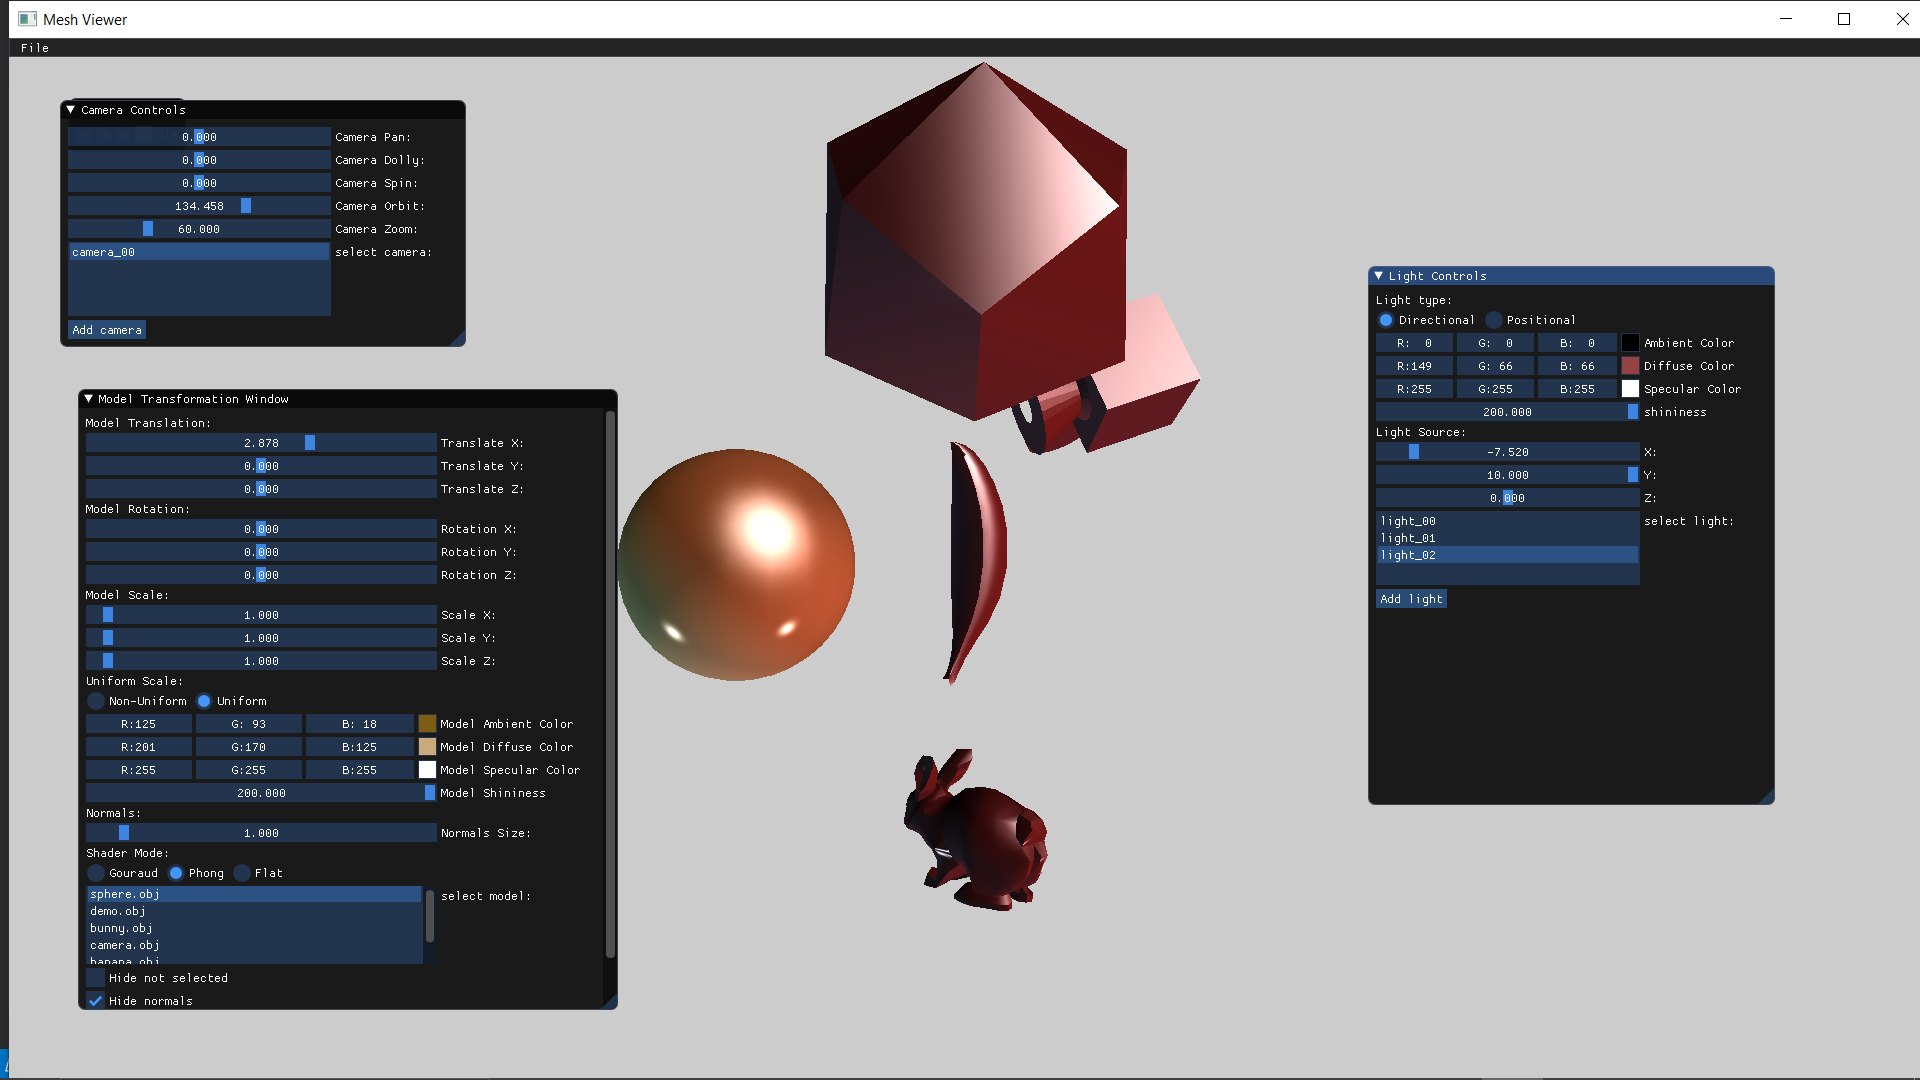 Mesh Viewer
File
Camera Controls
0.000 Camera Pan:
0.000 Camera Dolly:
0.000 Camera Spin:
134.458 Camera Orbit:
60.000 Camera Zoom:
camera_00 select camera:
Add camera
Model Transformation Window
Model Translation:
2.878 Translate X:
0.000 Translate Y:
0.000 Translate Z:
Model Rotation:
0.000 Rotation X:
0.000 Rotation Y:
0.000 Rotation Z:
Model Scale:
1.000 Scale X:
1.000 Scale Y:
1.000 Scale Z:
Uniform Scale:
Non-Uniform Uniform
R:125 G: 93 B: 18 Model Ambient Color
R:201 G:170 B:125 Model Diffuse Color
R:255 G:255 B:255 Model Specular Color
200.000 Model Shininess
Normals:
1.000 Normals Size:
Shader Mode:
Gouraud Phong Flat
sphere.obj select model:
demo.obj
bunny.obj
camera.obj
banana.obj
Hide not selected
Hide normals
Light Controls
Light type:
Directional Positional
R: 0 G: 0 B: 0 Ambient Color
R:149 G: 66 B: 66 Diffuse Color
R:255 G:255 B:255 Specular Color
200.000 shininess
Light Source:
-7.520 X:
10.000 Y:
0.000 Z:
light_00 select light:
light_01
light_02
Add light